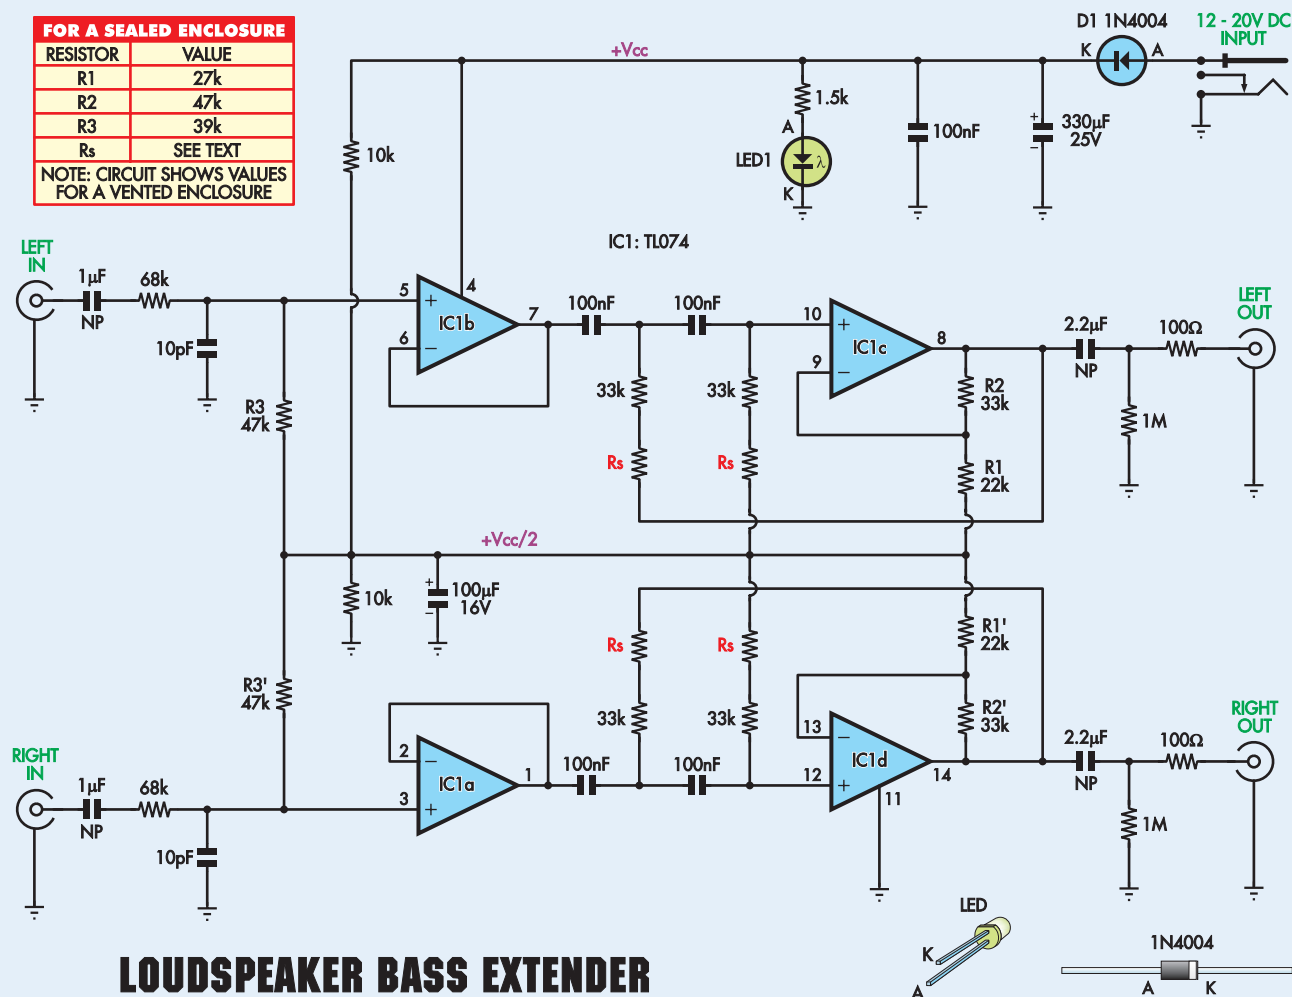 FOR A SEALED ENCLOSURE
RESISTOR VALUE
R1 27k
R2 47k
R3 39k
Rs SEE TEXT
NOTE: CIRCUIT SHOWS VALUES
FOR A VENTED ENCLOSURE
D1 1N4004
12 - 20V DC
INPUT
K
A
+Vcc
10k
1.5k
A
LED1
λ
K
100nF
+
330µF
25V
–
IC1: TL074
LEFT
IN
1µF
NP
68k
10pF
R3
47k
5
+
6
–
IC1b
4
7
100nF
100nF
33k
33k
Rs
Rs
10
+
9
–
IC1c
8
R2
33k
R1
22k
2.2µF
NP
100Ω
1M
LEFT
OUT
+Vcc/2
10k
+
100µF
16V
–
Rs
Rs
33k
33k
R1'
22k
R2'
33k
R3'
47k
RIGHT
IN
1µF
NP
68k
10pF
2
–
3
+
IC1a
1
100nF
100nF
13
–
12
+
IC1d
14
11
2.2µF
NP
100Ω
1M
RIGHT
OUT
LOUDSPEAKER BASS EXTENDER
LED
K
A
1N4004
A
K